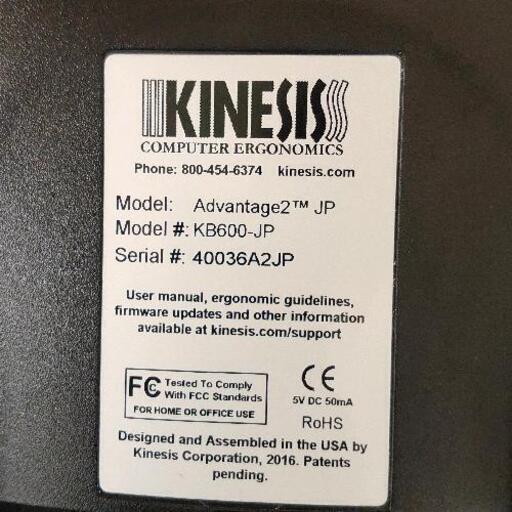 KINESIS
COMPUTER ERGONOMICS
Phone: 800-454-6374 kinesis.com
Model: Advantage2™ JP
Model #: KB600-JP
Serial #: 40036A2JP
User manual, ergonomic guidelines,
firmware updates and other information
available at kinesis.com/support
FC Tested To Comply
With FCC Standards
FOR HOME OR OFFICE USE
CE
5V DC 50mA
RoHS
Designed and Assembled in the USA by
Kinesis Corporation, 2016. Patents
pending.